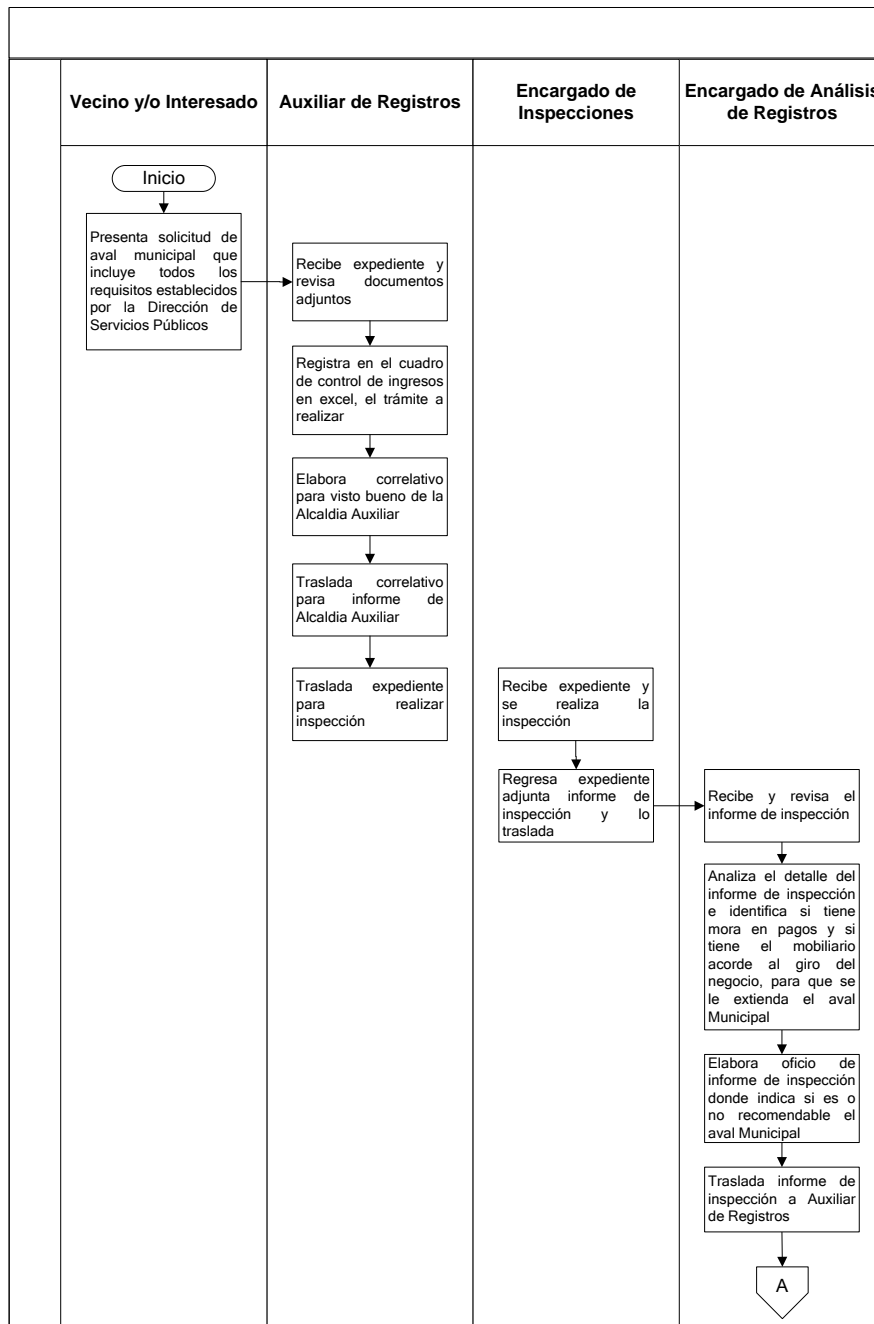 Vecino y/o Interesado
Auxiliar de Registros
Encargado de
Inspecciones
Encargado de Análisis
de Registros
Inicio
Presenta solicitud de
aval municipal que
incluye todos los
requisitos establecidos
por la Dirección de
Servicios Públicos
Recibe expediente y
revisa documentos
adjuntos
Registra en el cuadro
de control de ingresos
en excel, el trámite a
realizar
Elabora correlativo
para visto bueno de la
Alcaldia Auxiliar
Traslada correlativo
para informe de
Alcaldia Auxiliar
Traslada expediente
para realizar
inspección
Recibe expediente y
se realiza la
inspección
Regresa expediente
adjunta informe de
inspección y lo
traslada
Recibe y revisa el
informe de inspección
Analiza el detalle del
informe de inspección
e identifica si tiene
mora en pagos y si
tiene el mobiliario
acorde al giro del
negocio, para que se
le extienda el aval
Municipal
Elabora oficio de
informe de inspección
donde indica si es o
no recomendable el
aval Municipal
Traslada informe de
inspección a Auxiliar
de Registros
A